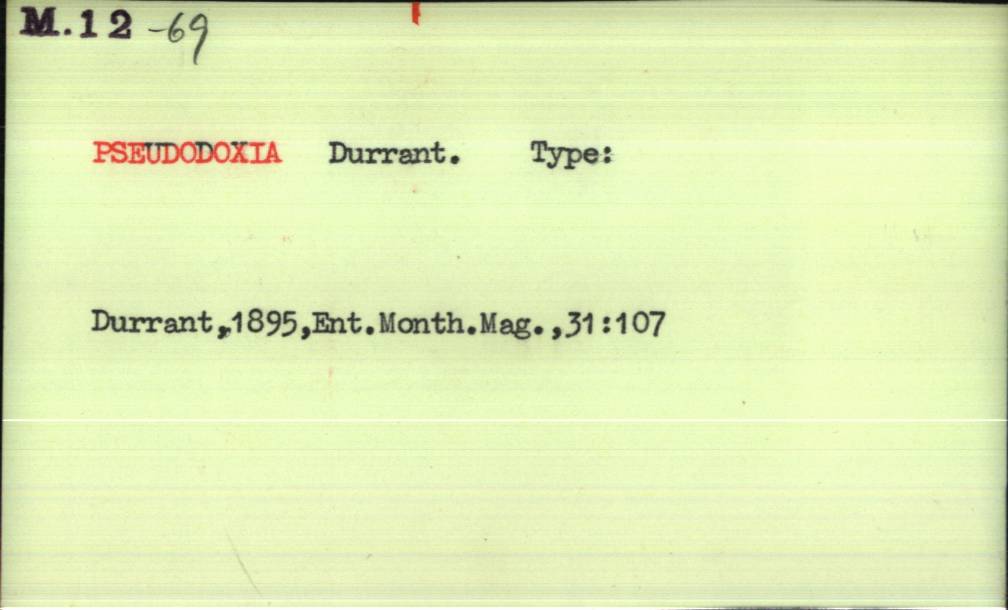 M.12 -69
PSEUDODOXIA Durrant. Type:
Durrant,1895,Ent.Month.Mag.,31:107